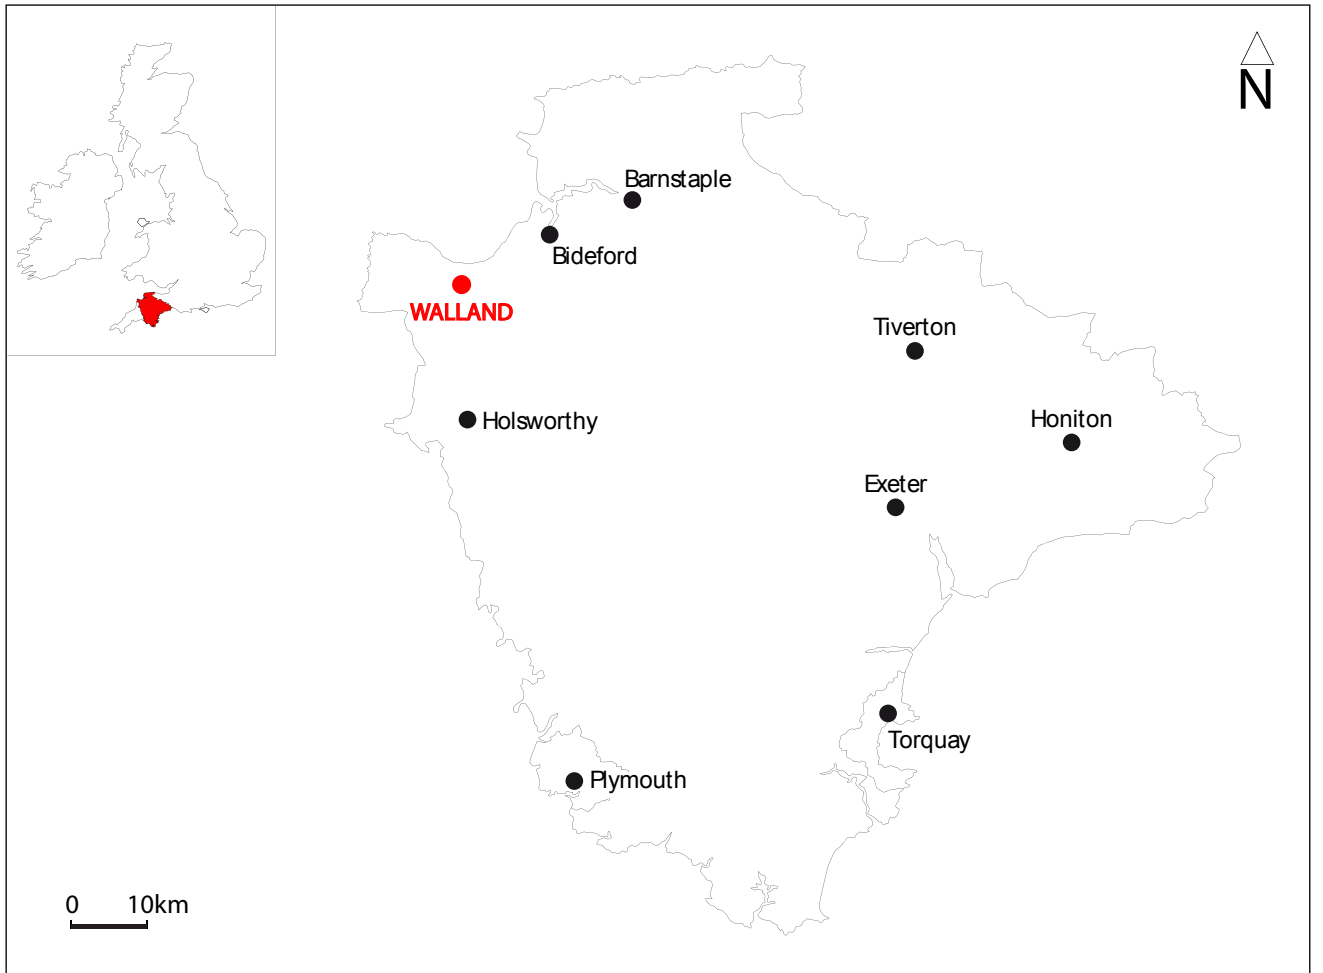 N
Barnstaple
Bideford
WALLAND
Tiverton
Holsworthy
Honiton
Exeter
Torquay
Plymouth
0 10km